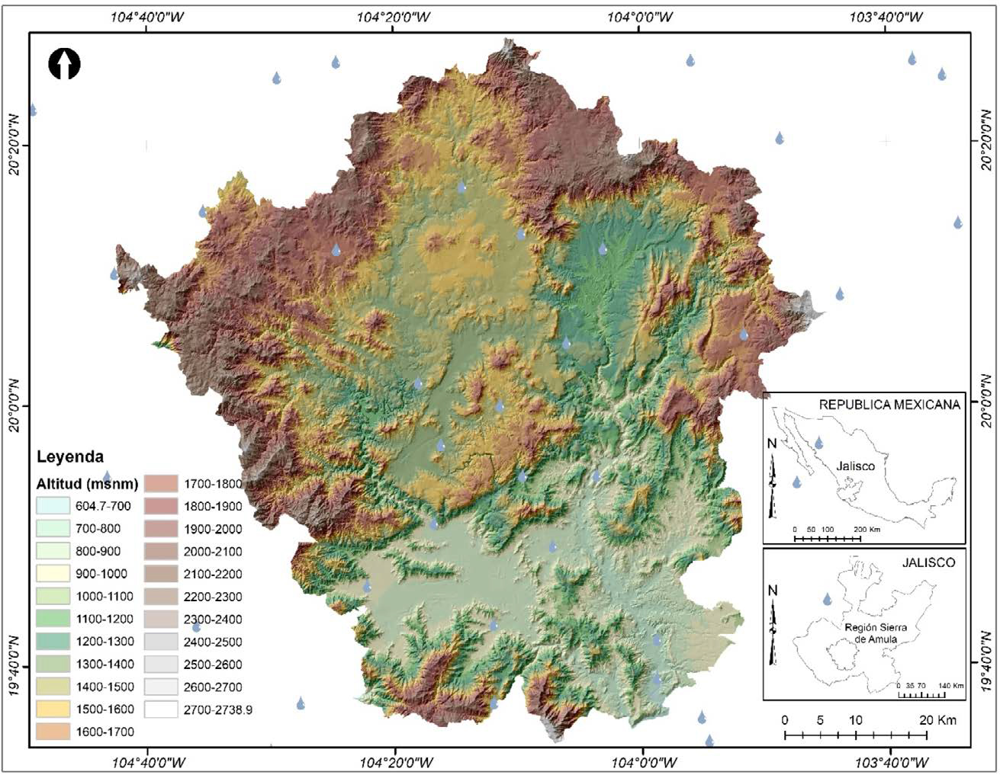 104°40'0"W 104°20'0"W 104°0'0"W 103°40'0"W
20°20'0"N 20°20'0"N
20°0'0"N 20°0'0"N
19°40'0"N 19°40'0"N
REPUBLICA MEXICANA
N
Jalisco
0 50 100 200 Km
JALISCO
N
Región Sierra
de Amula
0 35 70 140 Km
0 5 10 20 Km
Leyenda
Altitud (msnm)
604.7-700
700-800
800-900
900-1000
1000-1100
1100-1200
1200-1300
1300-1400
1400-1500
1500-1600
1600-1700
1700-1800
1800-1900
1900-2000
2000-2100
2100-2200
2200-2300
2300-2400
2400-2500
2500-2600
2600-2700
2700-2738.9
104°40'0"W 104°20'0"W 104°0'0"W 103°40'0"W